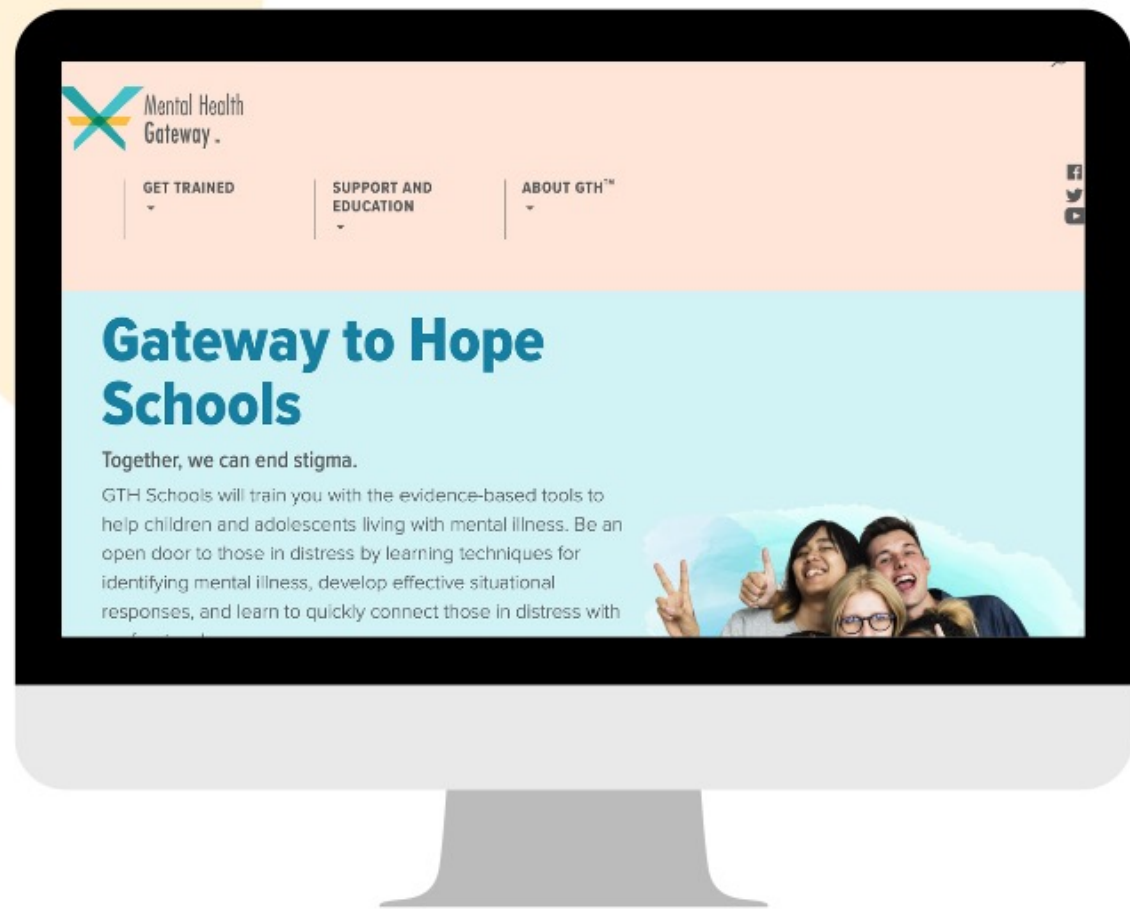 Mental Health
Gateway™
GET TRAINED
SUPPORT AND
EDUCATION
ABOUT GTH™
Gateway to Hope
Schools
Together, we can end stigma.
GTH Schools will train you with the evidence-based tools to
help children and adolescents living with mental illness. Be an
open door to those in distress by learning techniques for
identifying mental illness, develop effective situational
responses, and learn to quickly connect those in distress with